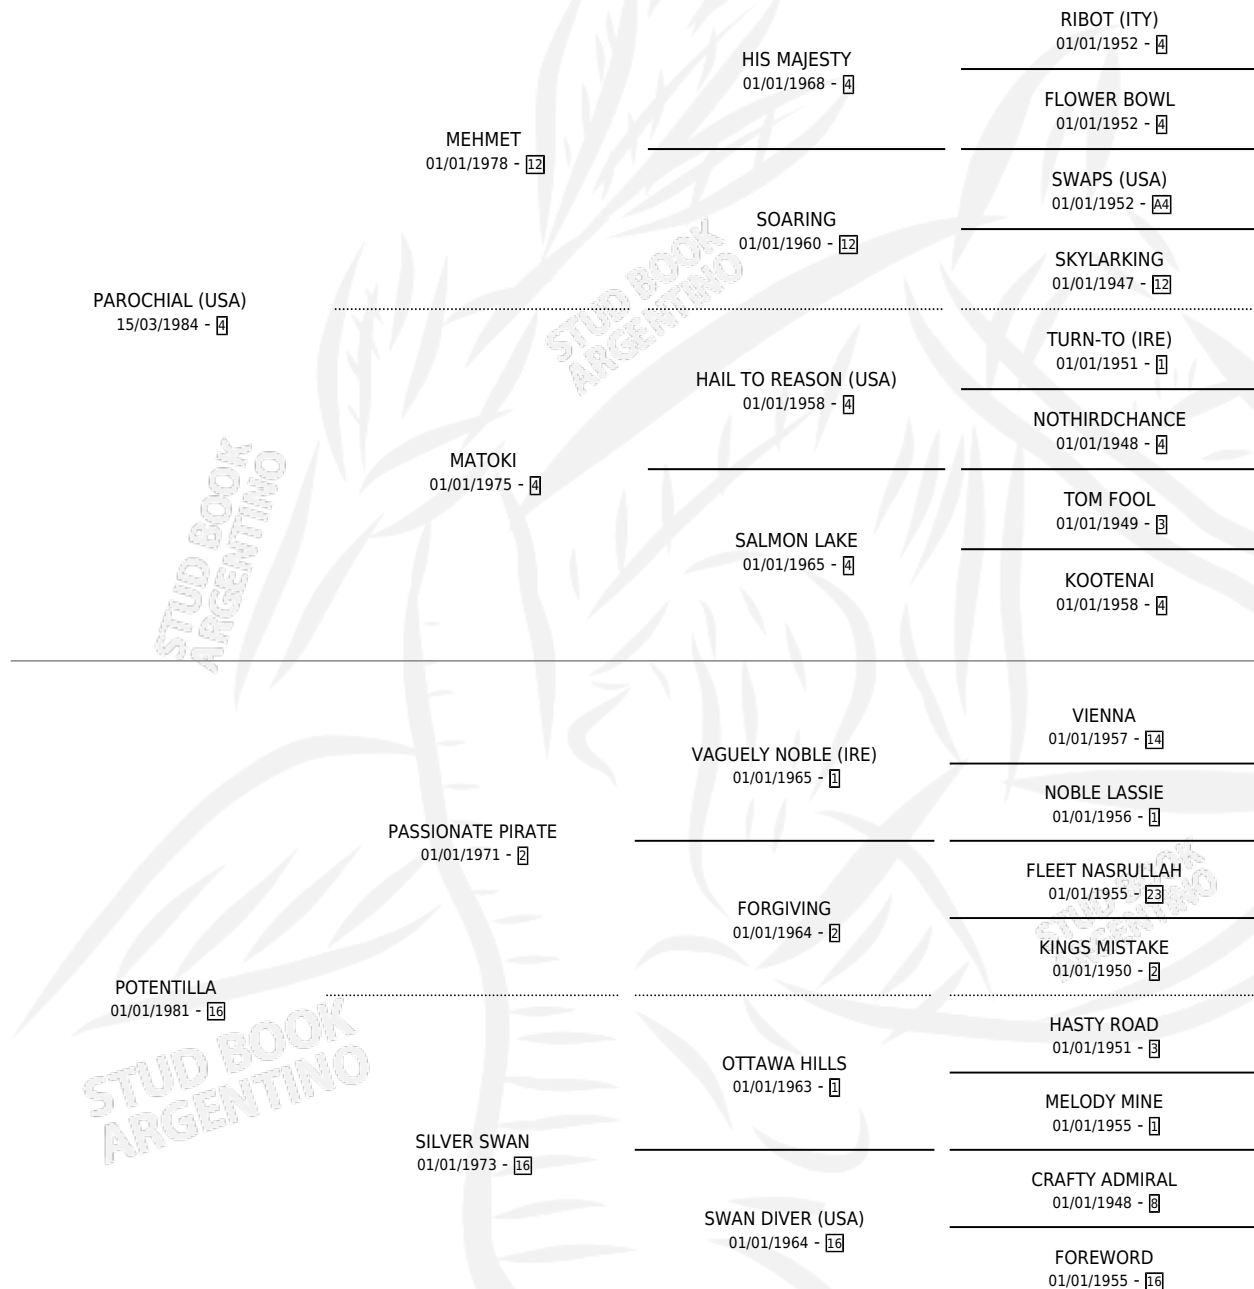 RIBOT (ITY)
01/01/1952 - 4
HIS MAJESTY
01/01/1968 - 4
FLOWER BOWL
01/01/1952 - 4
MEHMET
01/01/1978 - 12
SWAPS (USA)
01/01/1952 - A4
SOARING
01/01/1960 - 12
SKYLARKING
01/01/1947 - 12
PAROCHIAL (USA)
15/03/1984 - 4
TURN-TO (IRE)
01/01/1951 - 1
HAIL TO REASON (USA)
01/01/1958 - 4
NOTHIRDCHANCE
01/01/1948 - 4
MATOKI
01/01/1975 - 4
TOM FOOL
01/01/1949 - 3
SALMON LAKE
01/01/1965 - 4
KOOTENAI
01/01/1958 - 4
VIENNA
01/01/1957 - 14
VAGUELY NOBLE (IRE)
01/01/1965 - 1
NOBLE LASSIE
01/01/1956 - 1
PASSIONATE PIRATE
01/01/1971 - 2
FLEET NASRULLAH
01/01/1955 - 23
FORGIVING
01/01/1964 - 2
KINGS MISTAKE
01/01/1950 - 2
POTENTILLA
01/01/1981 - 16
HASTY ROAD
01/01/1951 - 3
OTTAWA HILLS
01/01/1963 - 1
MELODY MINE
01/01/1955 - 1
SILVER SWAN
01/01/1973 - 16
CRAFTY ADMIRAL
01/01/1948 - 8
SWAN DIVER (USA)
01/01/1964 - 16
FOREWORD
01/01/1955 - 16
STUD BOOK
ARGENTINO
STUD BOOK
ARGENTINO
STUD BOOK
ARGENTINO
STUD BOOK
ARGENTINO